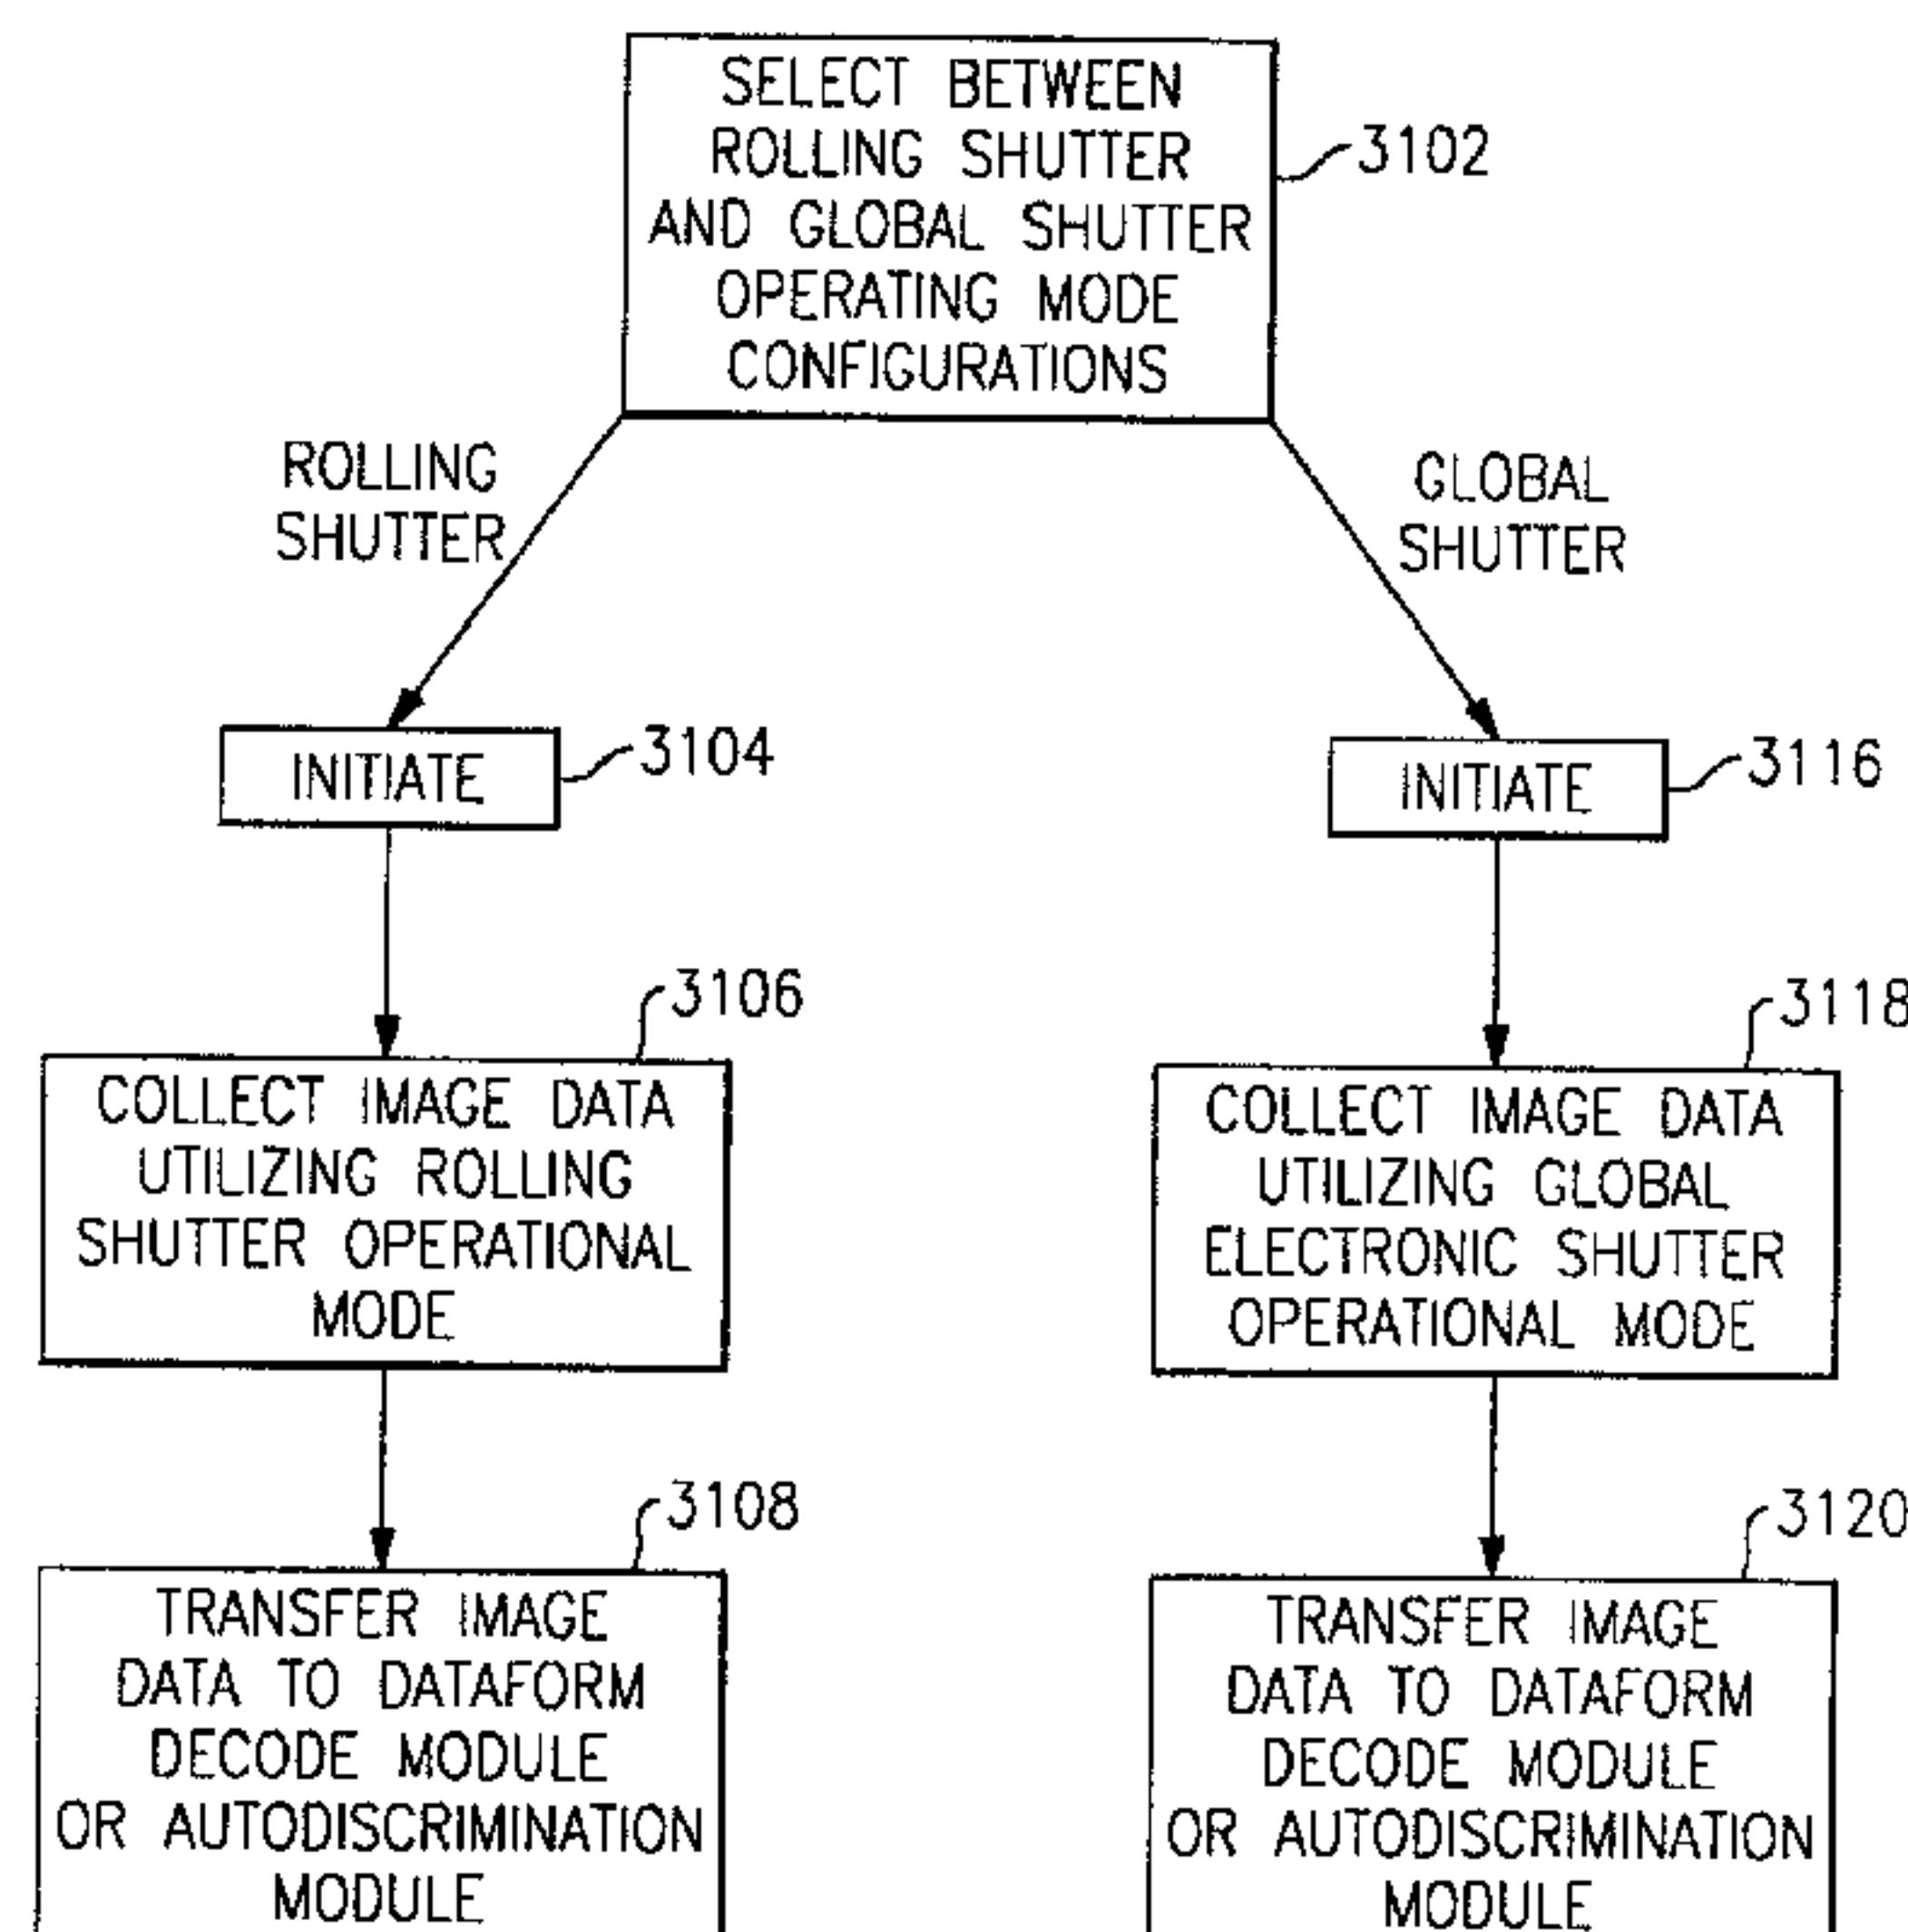 SELECT BETWEEN
ROLLING SHUTTER
AND GLOBAL SHUTTER
OPERATING MODE
CONFIGURATIONS
3102
ROLLING
SHUTTER
GLOBAL
SHUTTER
INITIATE
3104
INITIATE
3116
3106
COLLECT IMAGE DATA
UTILIZING ROLLING
SHUTTER OPERATIONAL
MODE
3118
COLLECT IMAGE DATA
UTILIZING GLOBAL
ELECTRONIC SHUTTER
OPERATIONAL MODE
3108
TRANSFER IMAGE
DATA TO DATAFORM
DECODE MODULE
OR AUTODISCRIMINATION
MODULE
3120
TRANSFER IMAGE
DATA TO DATAFORM
DECODE MODULE
OR AUTODISCRIMINATION
MODULE